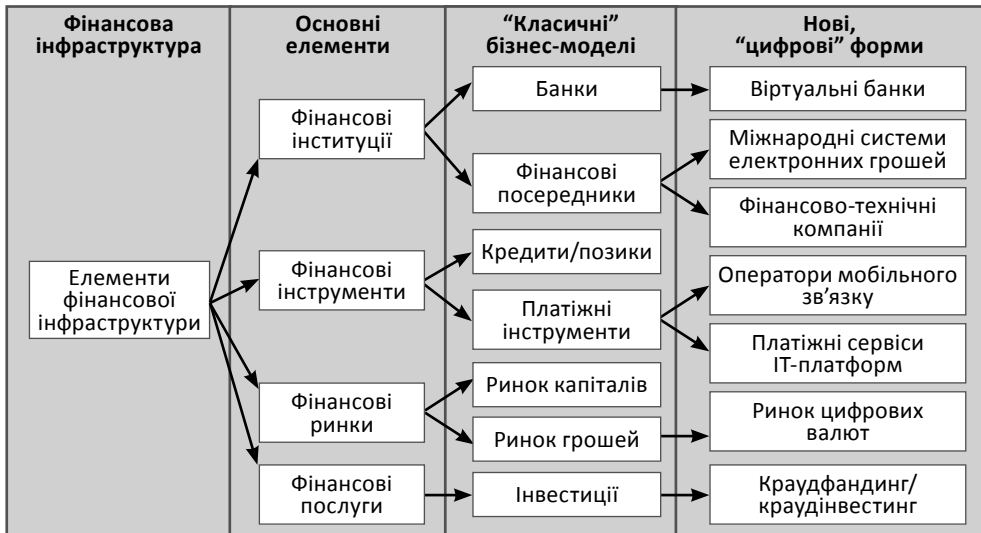 Фінансова
інфраструктура
Основні
елементи
“Класичні”
бізнес-моделі
Нові,
“цифрові” форми
Елементи
фінансової
інфраструктури
Фінансові
інституції
Фінансові
інструменти
Фінансові
ринки
Фінансові
послуги
Банки
Фінансові
посередники
Кредити/позики
Платіжні
інструменти
Ринок капіталів
Ринок грошей
Інвестиції
Віртуальні банки
Міжнародні системи
електронних грошей
Фінансово-технічні
компанії
Оператори мобільного
зв’язку
Платіжні сервіси
ІТ-платформ
Ринок цифрових
валют
Краудфандинг/
краудінвестинг